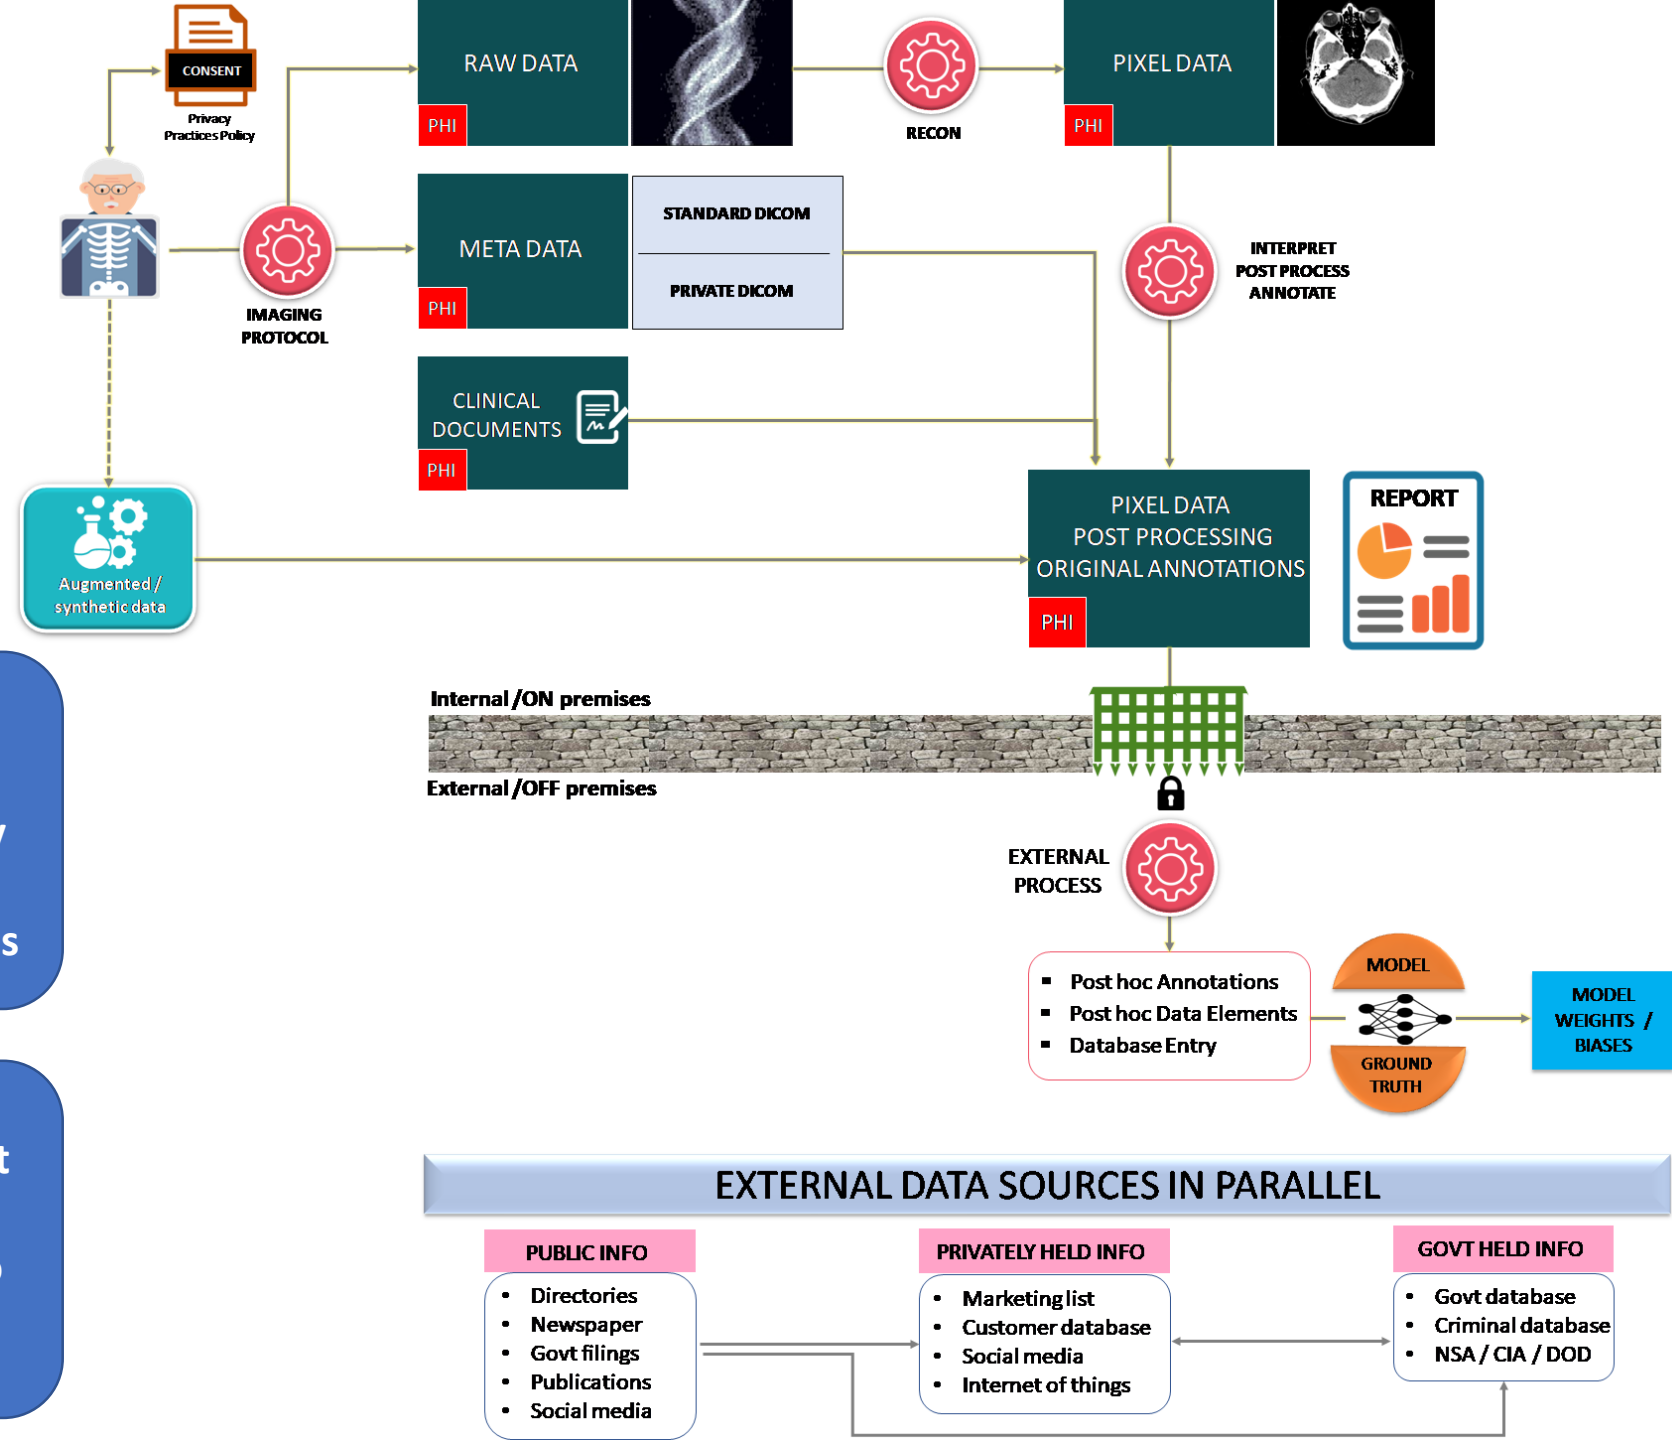 CONSENT
Privacy
Practices Policy
RAW DATA
PHI
RECON
PIXEL DATA
PHI
IMAGING
PROTOCOL
META DATA
PHI
STANDARD DICOM
PRIVATE DICOM
INTERPRET
POST PROCESS
ANNOTATE
CLINICAL
DOCUMENTS
PHI
Augmented /
synthetic data
PIXEL DATA
POST PROCESSING
ORIGINAL ANNOTATIONS
PHI
REPORT
Internal /ON premises
External /OFF premises
EXTERNAL
PROCESS
▪ Post hoc Annotations
▪ Post hoc Data Elements
▪ Database Entry
MODEL
GROUND
TRUTH
MODEL
WEIGHTS /
BIASES
EXTERNAL DATA SOURCES IN PARALLEL
PUBLIC INFO
• Directories
• Newspaper
• Govt filings
• Publications
• Social media
PRIVATELY HELD INFO
• Marketing list
• Customer database
• Social media
• Internet of things
GOVT HELD INFO
• Govt database
• Criminal database
• NSA / CIA / DOD